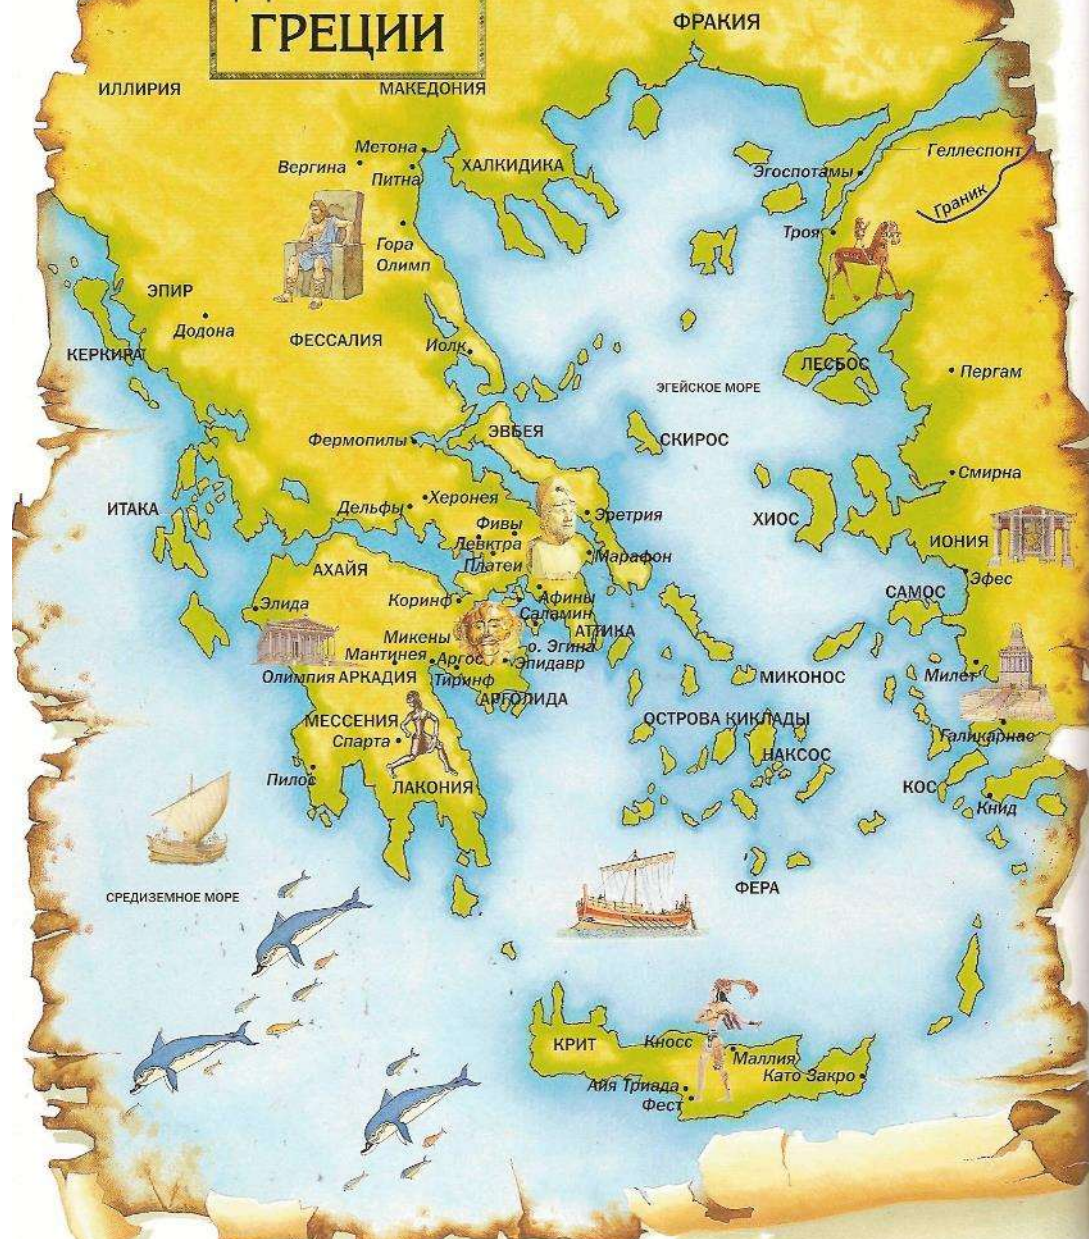 ГРЕЦИИ
ФРАКИЯ
ИЛЛИРИЯ
МАКЕДОНИЯ
Метона
Вергина
Питна
ХАЛКИДИКА
Геллеспонт
Эгоспотамы
Граник
Троя
Гора
Олимп
ЭПИР
Додона
ФЕССАЛИЯ
КЕРКИРА
Иолк
ЛЕСБОС
Пергам
ЭГЕЙСКОЕ МОРЕ
Фермопилы
ЭВБЕЯ
СКИРОС
Смирна
ИТАКА
Дельфы
Херонея
Фивы
Левктра
Платеи
Эретрия
Марафон
ХИОС
ИОНИЯ
Эфес
АХАЙЯ
САМОС
Элида
Коринф
Афины
Саламин
АТТИКА
Микены
Мантинея
Аргос
о. Эгина
Эпидавр
Олимпия
АРКАДИЯ
Тиринф
АРГОЛИДА
МИКОНОС
Милет
МЕССЕНИЯ
Спарта
ОСТРОВА КИКЛАДЫ
Галикарнас
НАКСОС
Пилос
ЛАКОНИЯ
КОС
Книд
СРЕДИЗЕМНОЕ МОРЕ
ФЕРА
КРИТ
Кносс
Маллия
Като Закро
Айя Триада
Фест